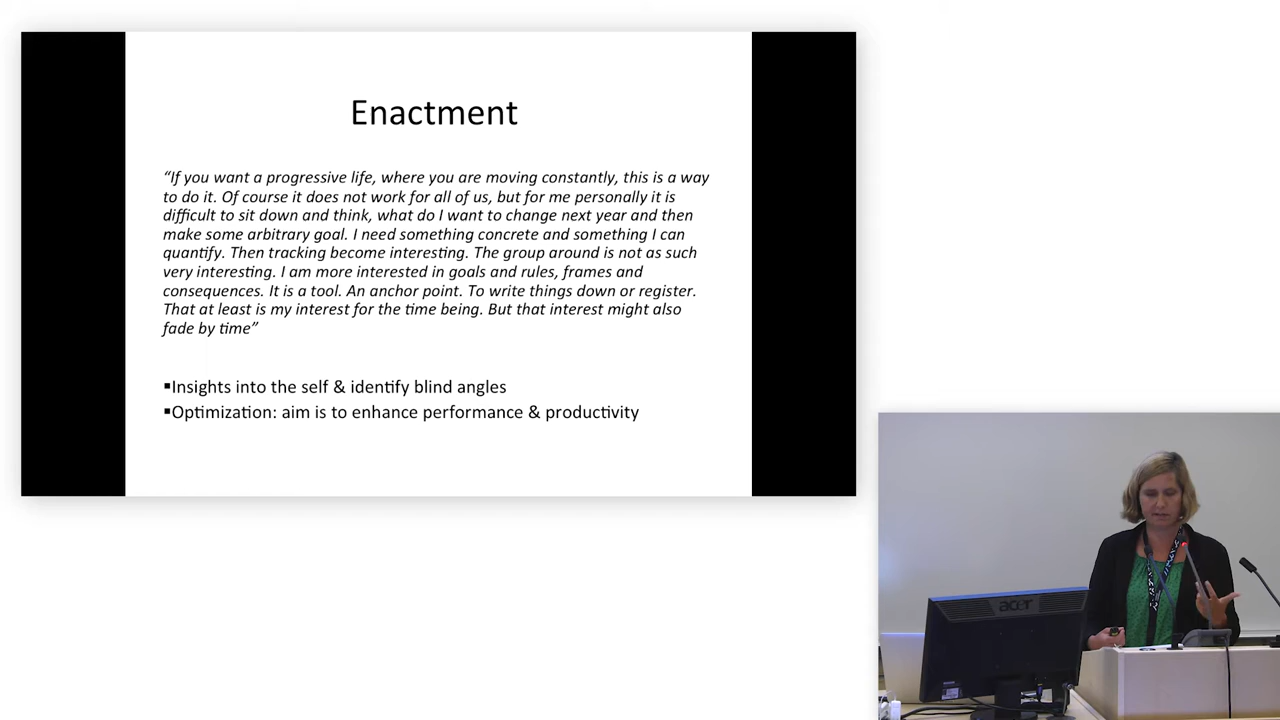 Enactment
“If you want a progressive life, where you are moving constantly, this is a way
to do it. Of course it does not work for all of us, but for me personally it is
difficult to sit down and think, what do I want to change next year and then
make some arbitrary goal. I need something concrete and something I can
quantify. Then tracking become interesting. The group around is not as such
very interesting. I am more interested in goals and rules, frames and
consequences. It is a tool. An anchor point. To write things down or register.
That at least is my interest for the time being. But that interest might also
fade by time”
▪Insights into the self & identify blind angles
▪Optimization: aim is to enhance performance & productivity
acer